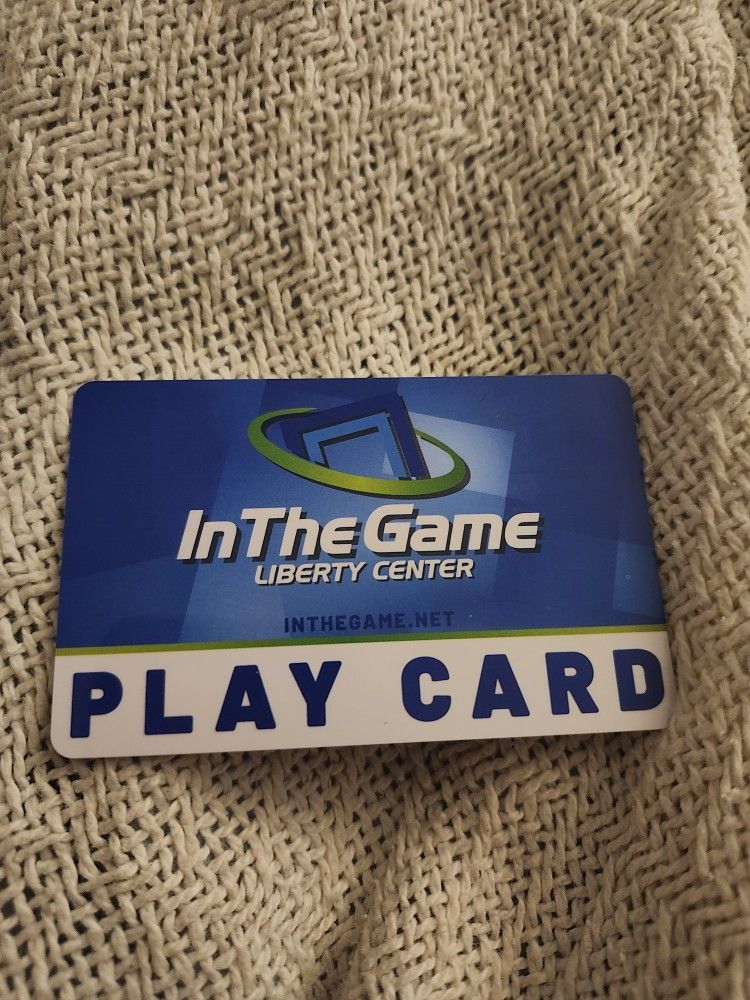 InTheGame
LIBERTY CENTER
INTHEGAME.NET
PLAY CARD